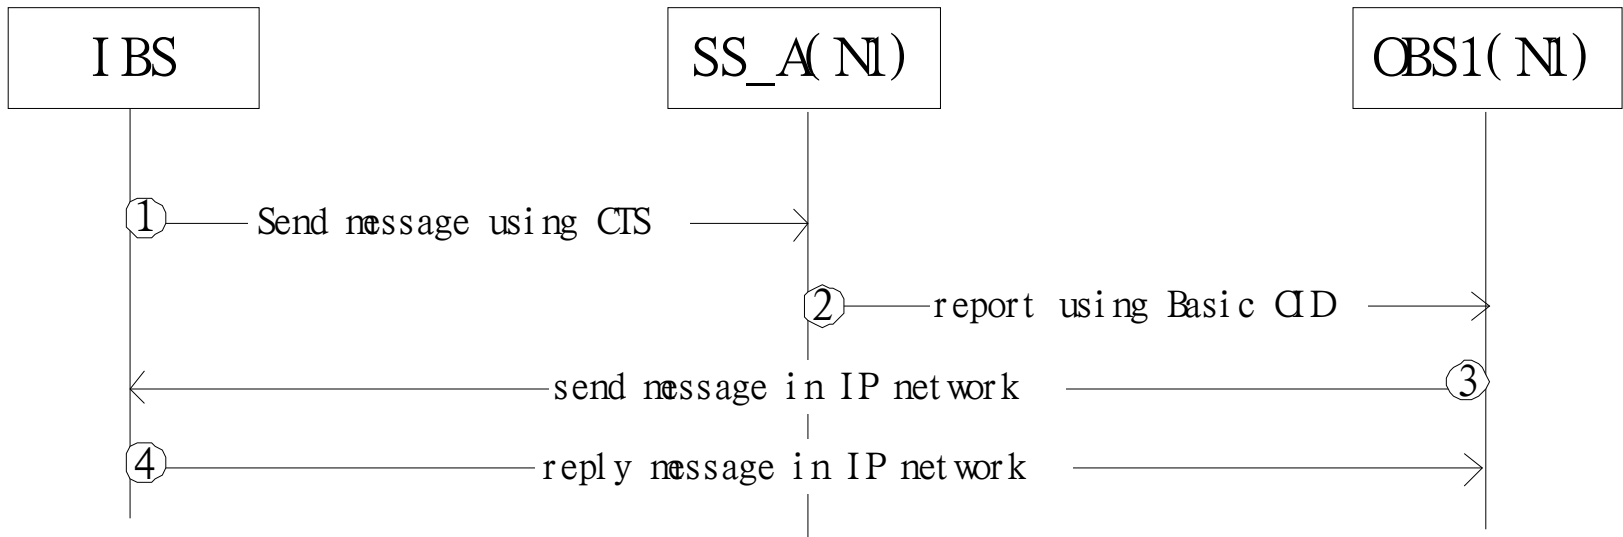 IBS
SS_A(N1)
OBS1(N1)
1 Send message using CTS
2 report using Basic CID
send message in IP network 3
4 reply message in IP network